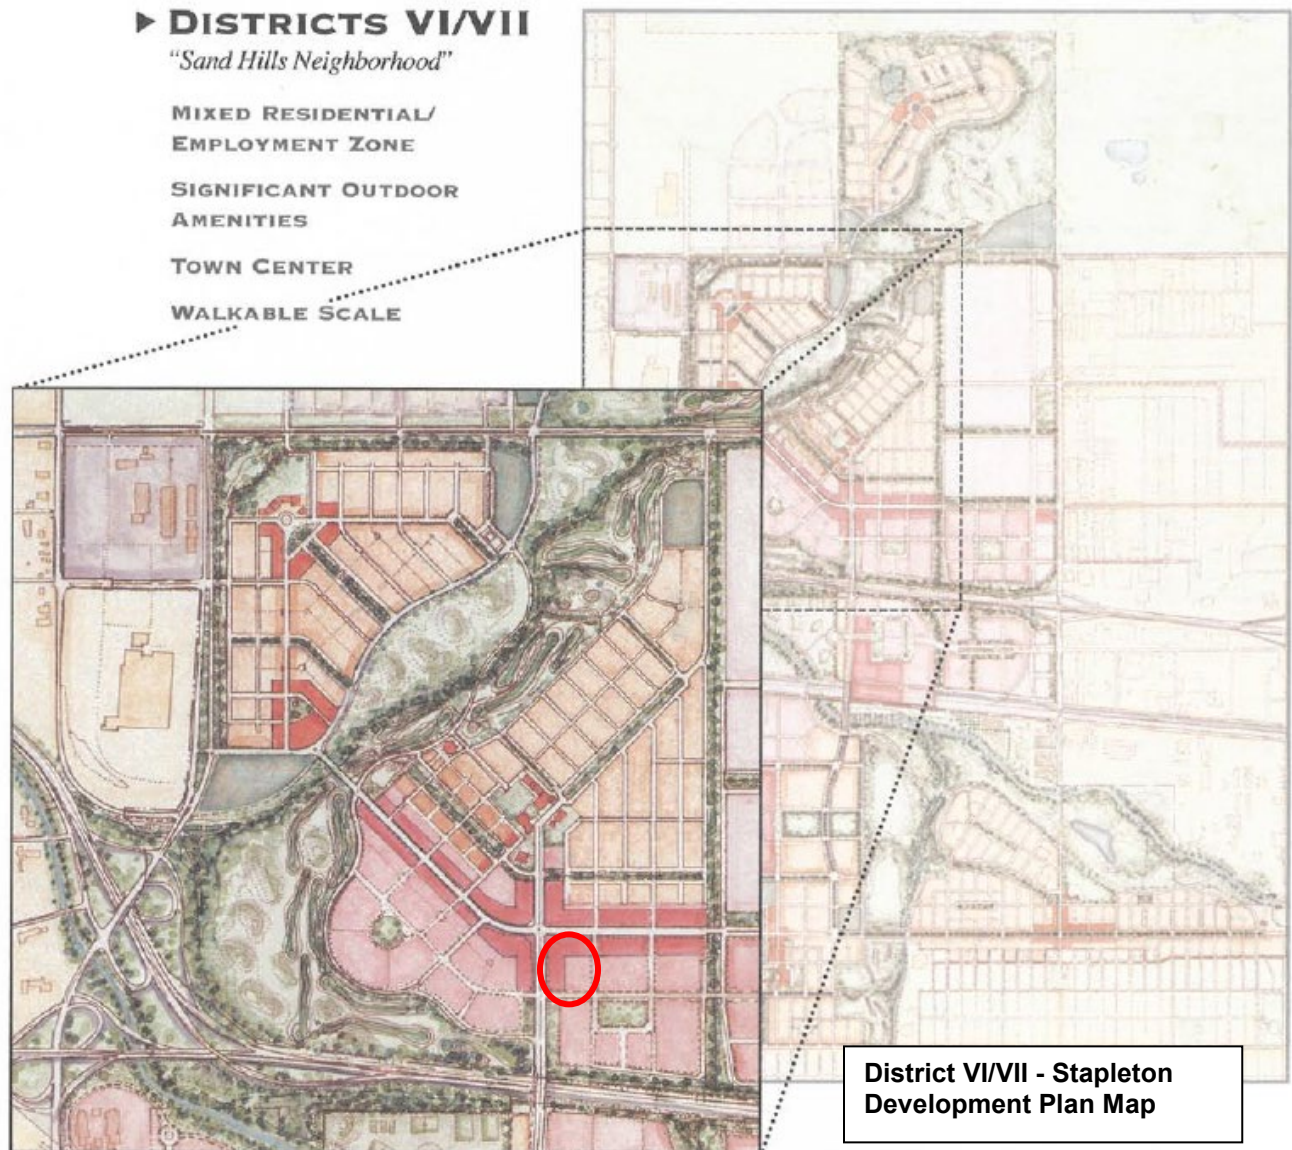 ▶ DISTRICTS VI/VII
"Sand Hills Neighborhood"
MIXED RESIDENTIAL/
EMPLOYMENT ZONE
SIGNIFICANT OUTDOOR
AMENITIES
TOWN CENTER
WALKABLE SCALE
District VI/VII - Stapleton
Development Plan Map